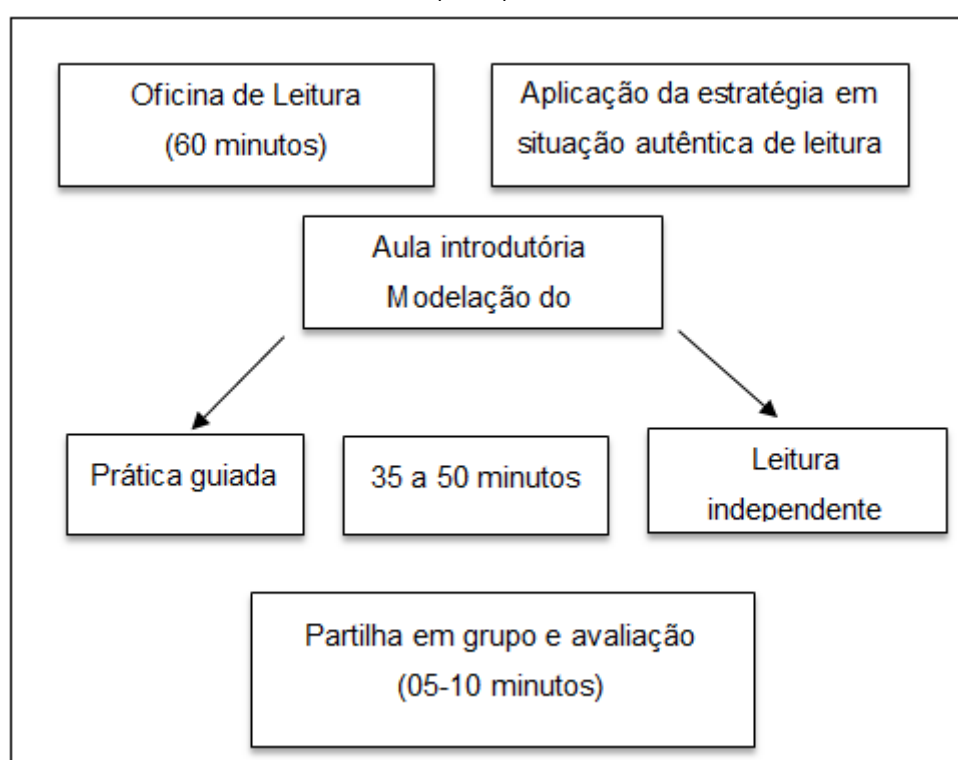 Oficina de Leitura
(60 minutos)
Aplicação da estratégia em
situação autêntica de leitura
Aula introdutória
Modelação do
Prática guiada
35 a 50 minutos
Leitura
independente
Partilha em grupo e avaliação
(05-10 minutos)